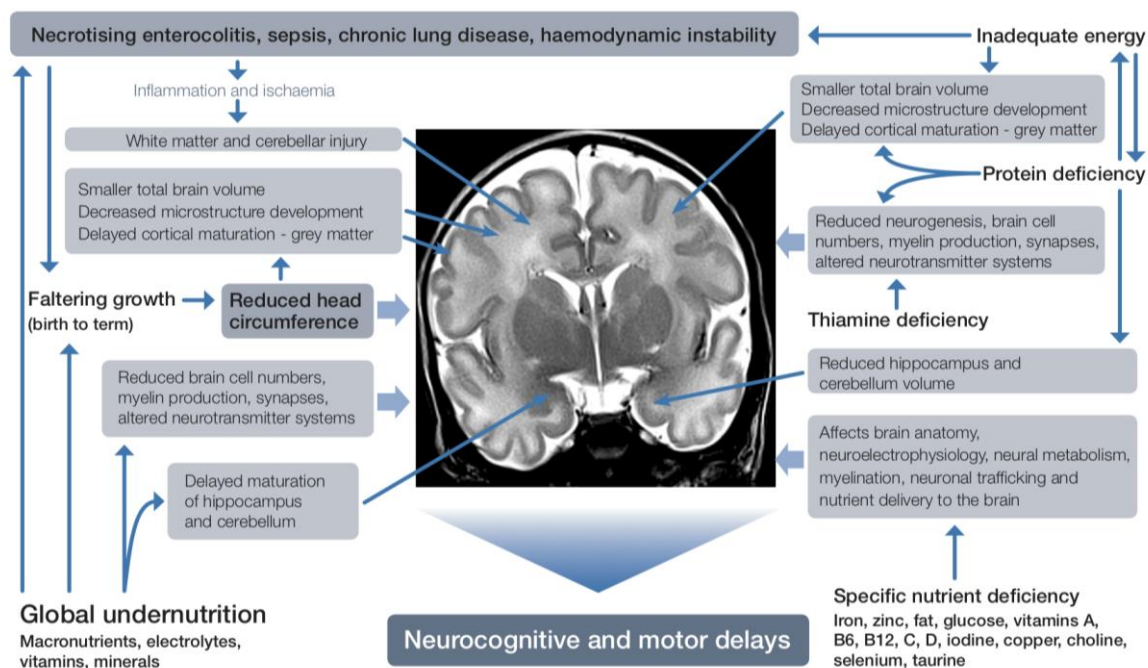 Necrotising enterocolitis, sepsis, chronic lung disease, haemodynamic instability
Inflammation and ischaemia
White matter and cerebellar injury
Smaller total brain volume
Decreased microstructure development
Delayed cortical maturation - grey matter
Faltering growth
(birth to term)
Reduced head
circumference
Reduced brain cell numbers,
myelin production, synapses,
altered neurotransmitter systems
Delayed maturation
of hippocampus
and cerebellum
Global undernutrition
Macronutrients, electrolytes,
vitamins, minerals
Inadequate energy
Smaller total brain volume
Decreased microstructure development
Delayed cortical maturation - grey matter
Protein deficiency
Reduced neurogenesis, brain cell
numbers, myelin production, synapses,
altered neurotransmitter systems
Thiamine deficiency
Reduced hippocampus and
cerebellum volume
Affects brain anatomy,
neuroelectrophysiology, neural metabolism,
myelination, neuronal trafficking and
nutrient delivery to the brain
Specific nutrient deficiency
Iron, zinc, fat, glucose, vitamins A,
B6, B12, C, D, iodine, copper, choline,
selenium, taurine
Neurocognitive and motor delays